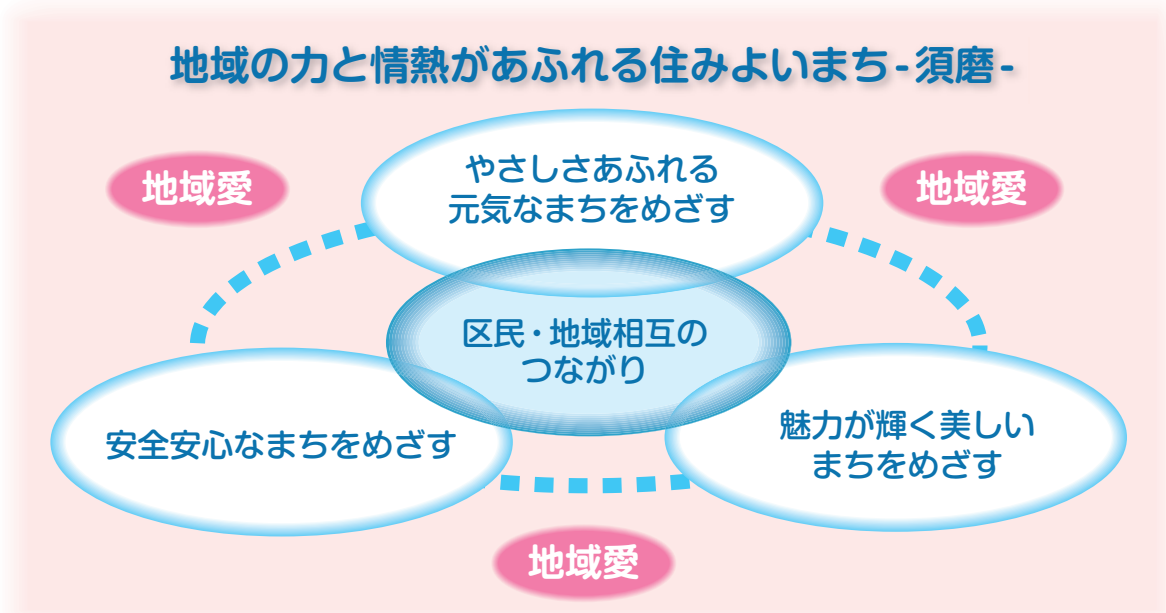 地域の力と情熱があふれる住みよいまち-須磨-
地域愛
やさしさあふれる
元気なまちをめざす
地域愛
区民・地域相互の
つながり
安全安心なまちをめざす
魅力が輝く美しい
まちをめざす
地域愛